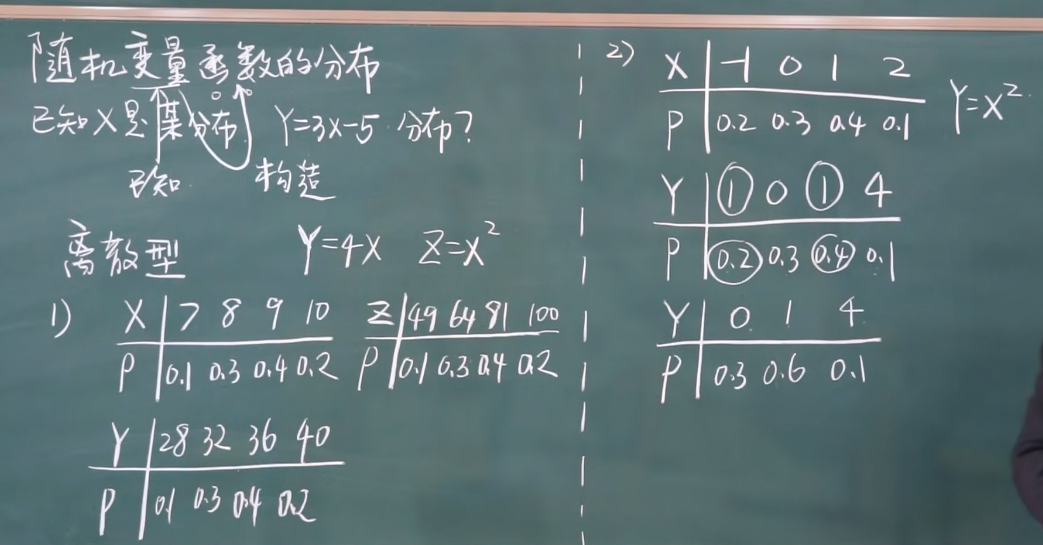 随机变量函数的分布
已知X是某分布 Y=3X-5 分布?
已知 构造
离散型 Y=4X Z=X²
1) X 7 8 9 10 Z 49 64 81 100
P 0.1 0.3 0.4 0.2 P 0.1 0.3 0.4 0.2
Y 28 32 36 40
P 0.1 0.3 0.4 0.2
2) X -1 0 1 2
P 0.2 0.3 0.4 0.1 Y=X²
Y 1 0 1 4
P 0.2 0.3 0.4 0.1
Y 0 1 4
P 0.3 0.6 0.1